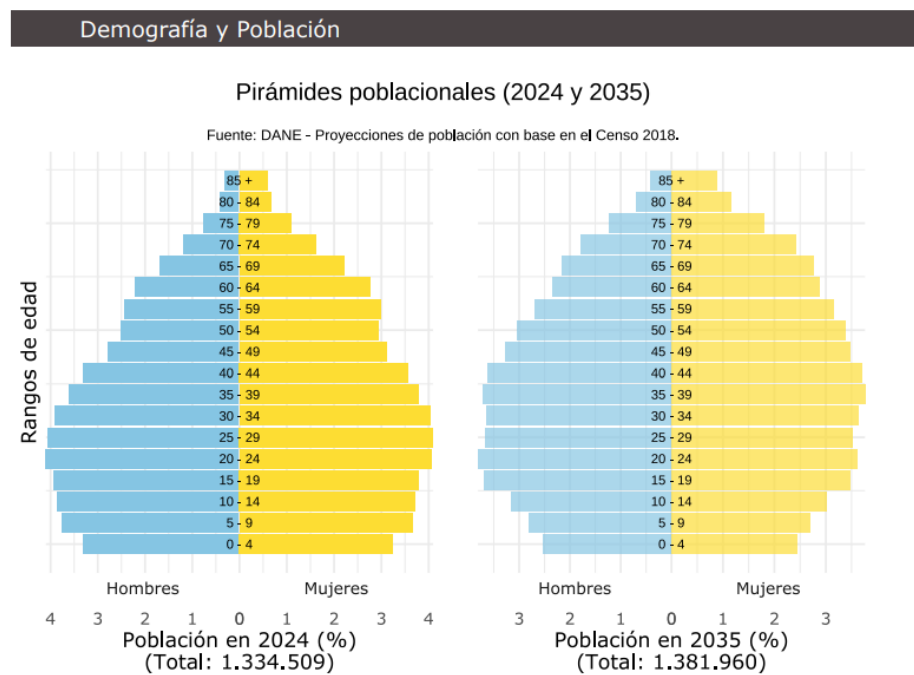 Demografía y Población
Pirámides poblacionales (2024 y 2035)
Fuente: DANE - Proyecciones de población con base en el Censo 2018.
Rangos de edad
85 +
80 - 84
75 - 79
70 - 74
65 - 69
60 - 64
55 - 59
50 - 54
45 - 49
40 - 44
35 - 39
30 - 34
25 - 29
20 - 24
15 - 19
10 - 14
5 - 9
0 - 4
Hombres Mujeres
4 3 2 1 0 1 2 3 4
Población en 2024 (%)
(Total: 1.334.509)
85 +
80 - 84
75 - 79
70 - 74
65 - 69
60 - 64
55 - 59
50 - 54
45 - 49
40 - 44
35 - 39
30 - 34
25 - 29
20 - 24
15 - 19
10 - 14
5 - 9
0 - 4
Hombres Mujeres
3 2 1 0 1 2 3
Población en 2035 (%)
(Total: 1.381.960)